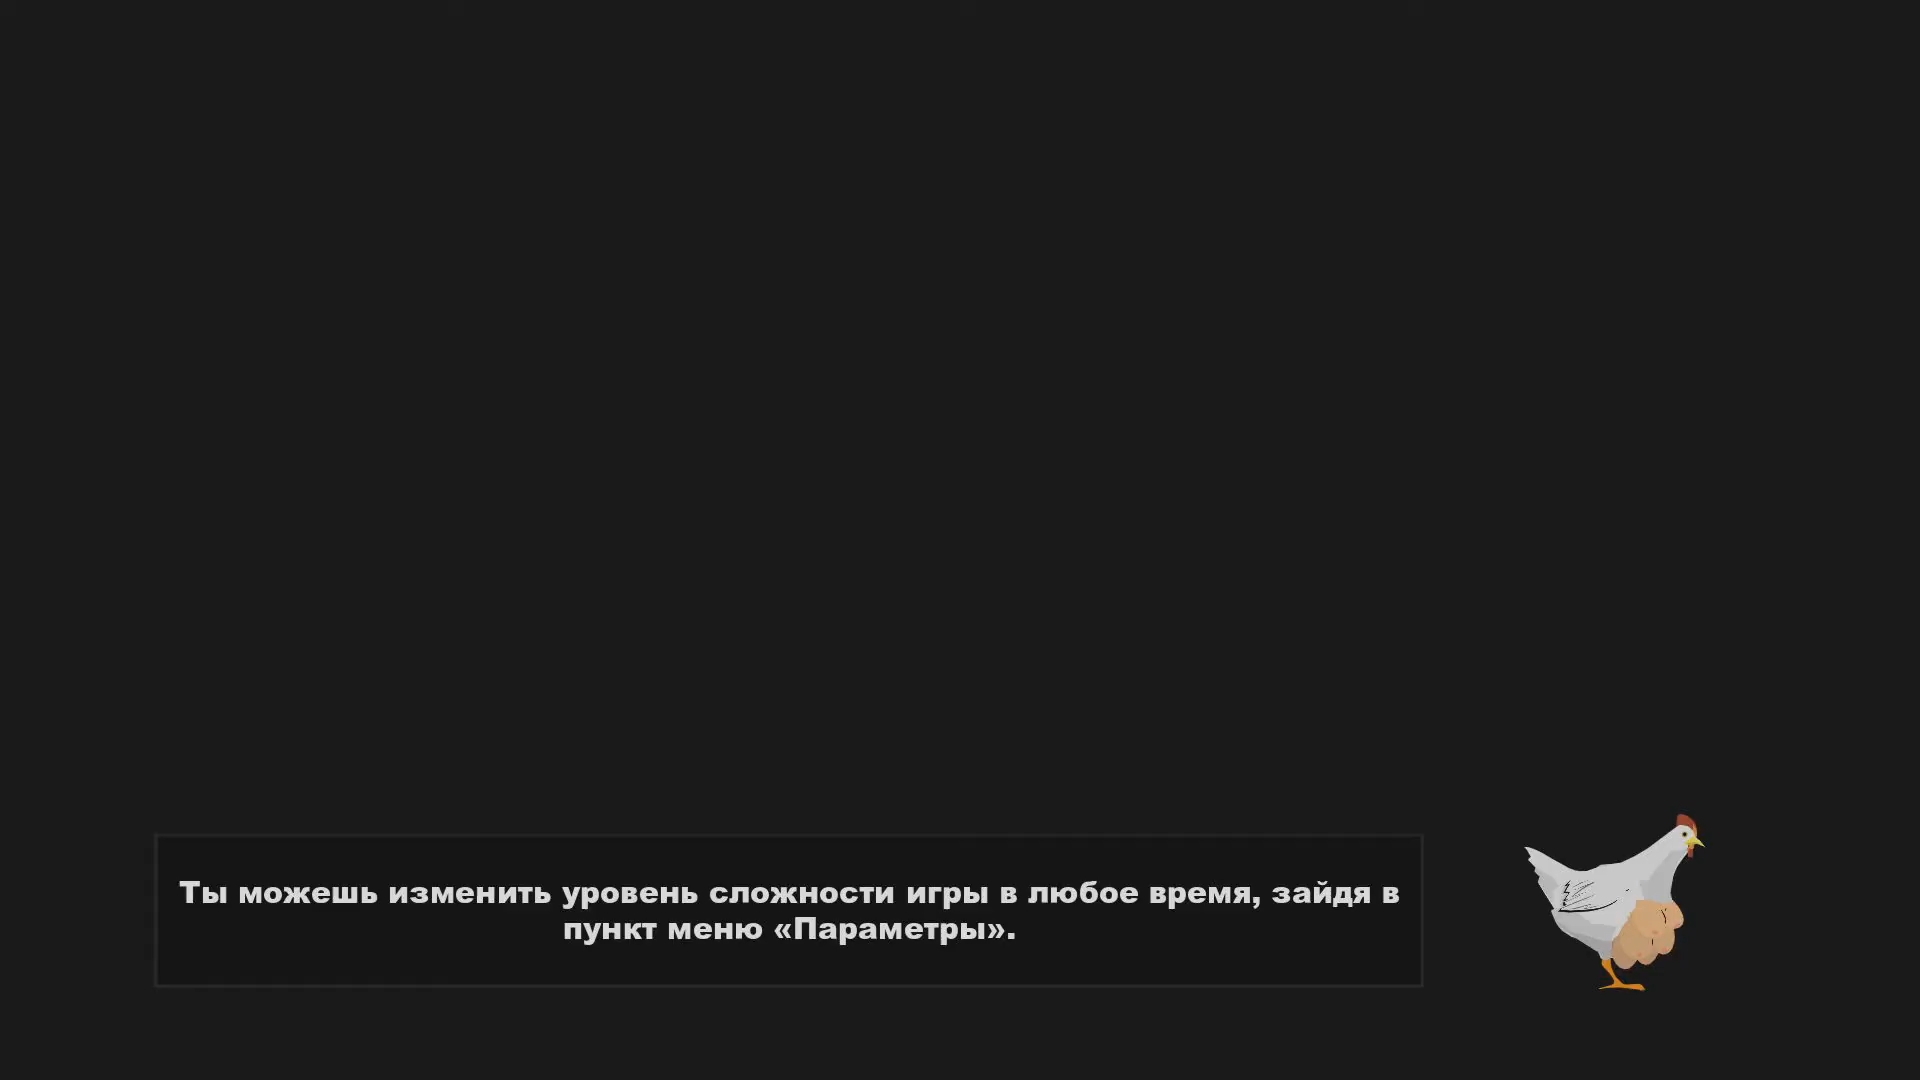 Ты можешь изменить уровень сложности игры в любое время, зайдя в
пункт меню «Параметры».